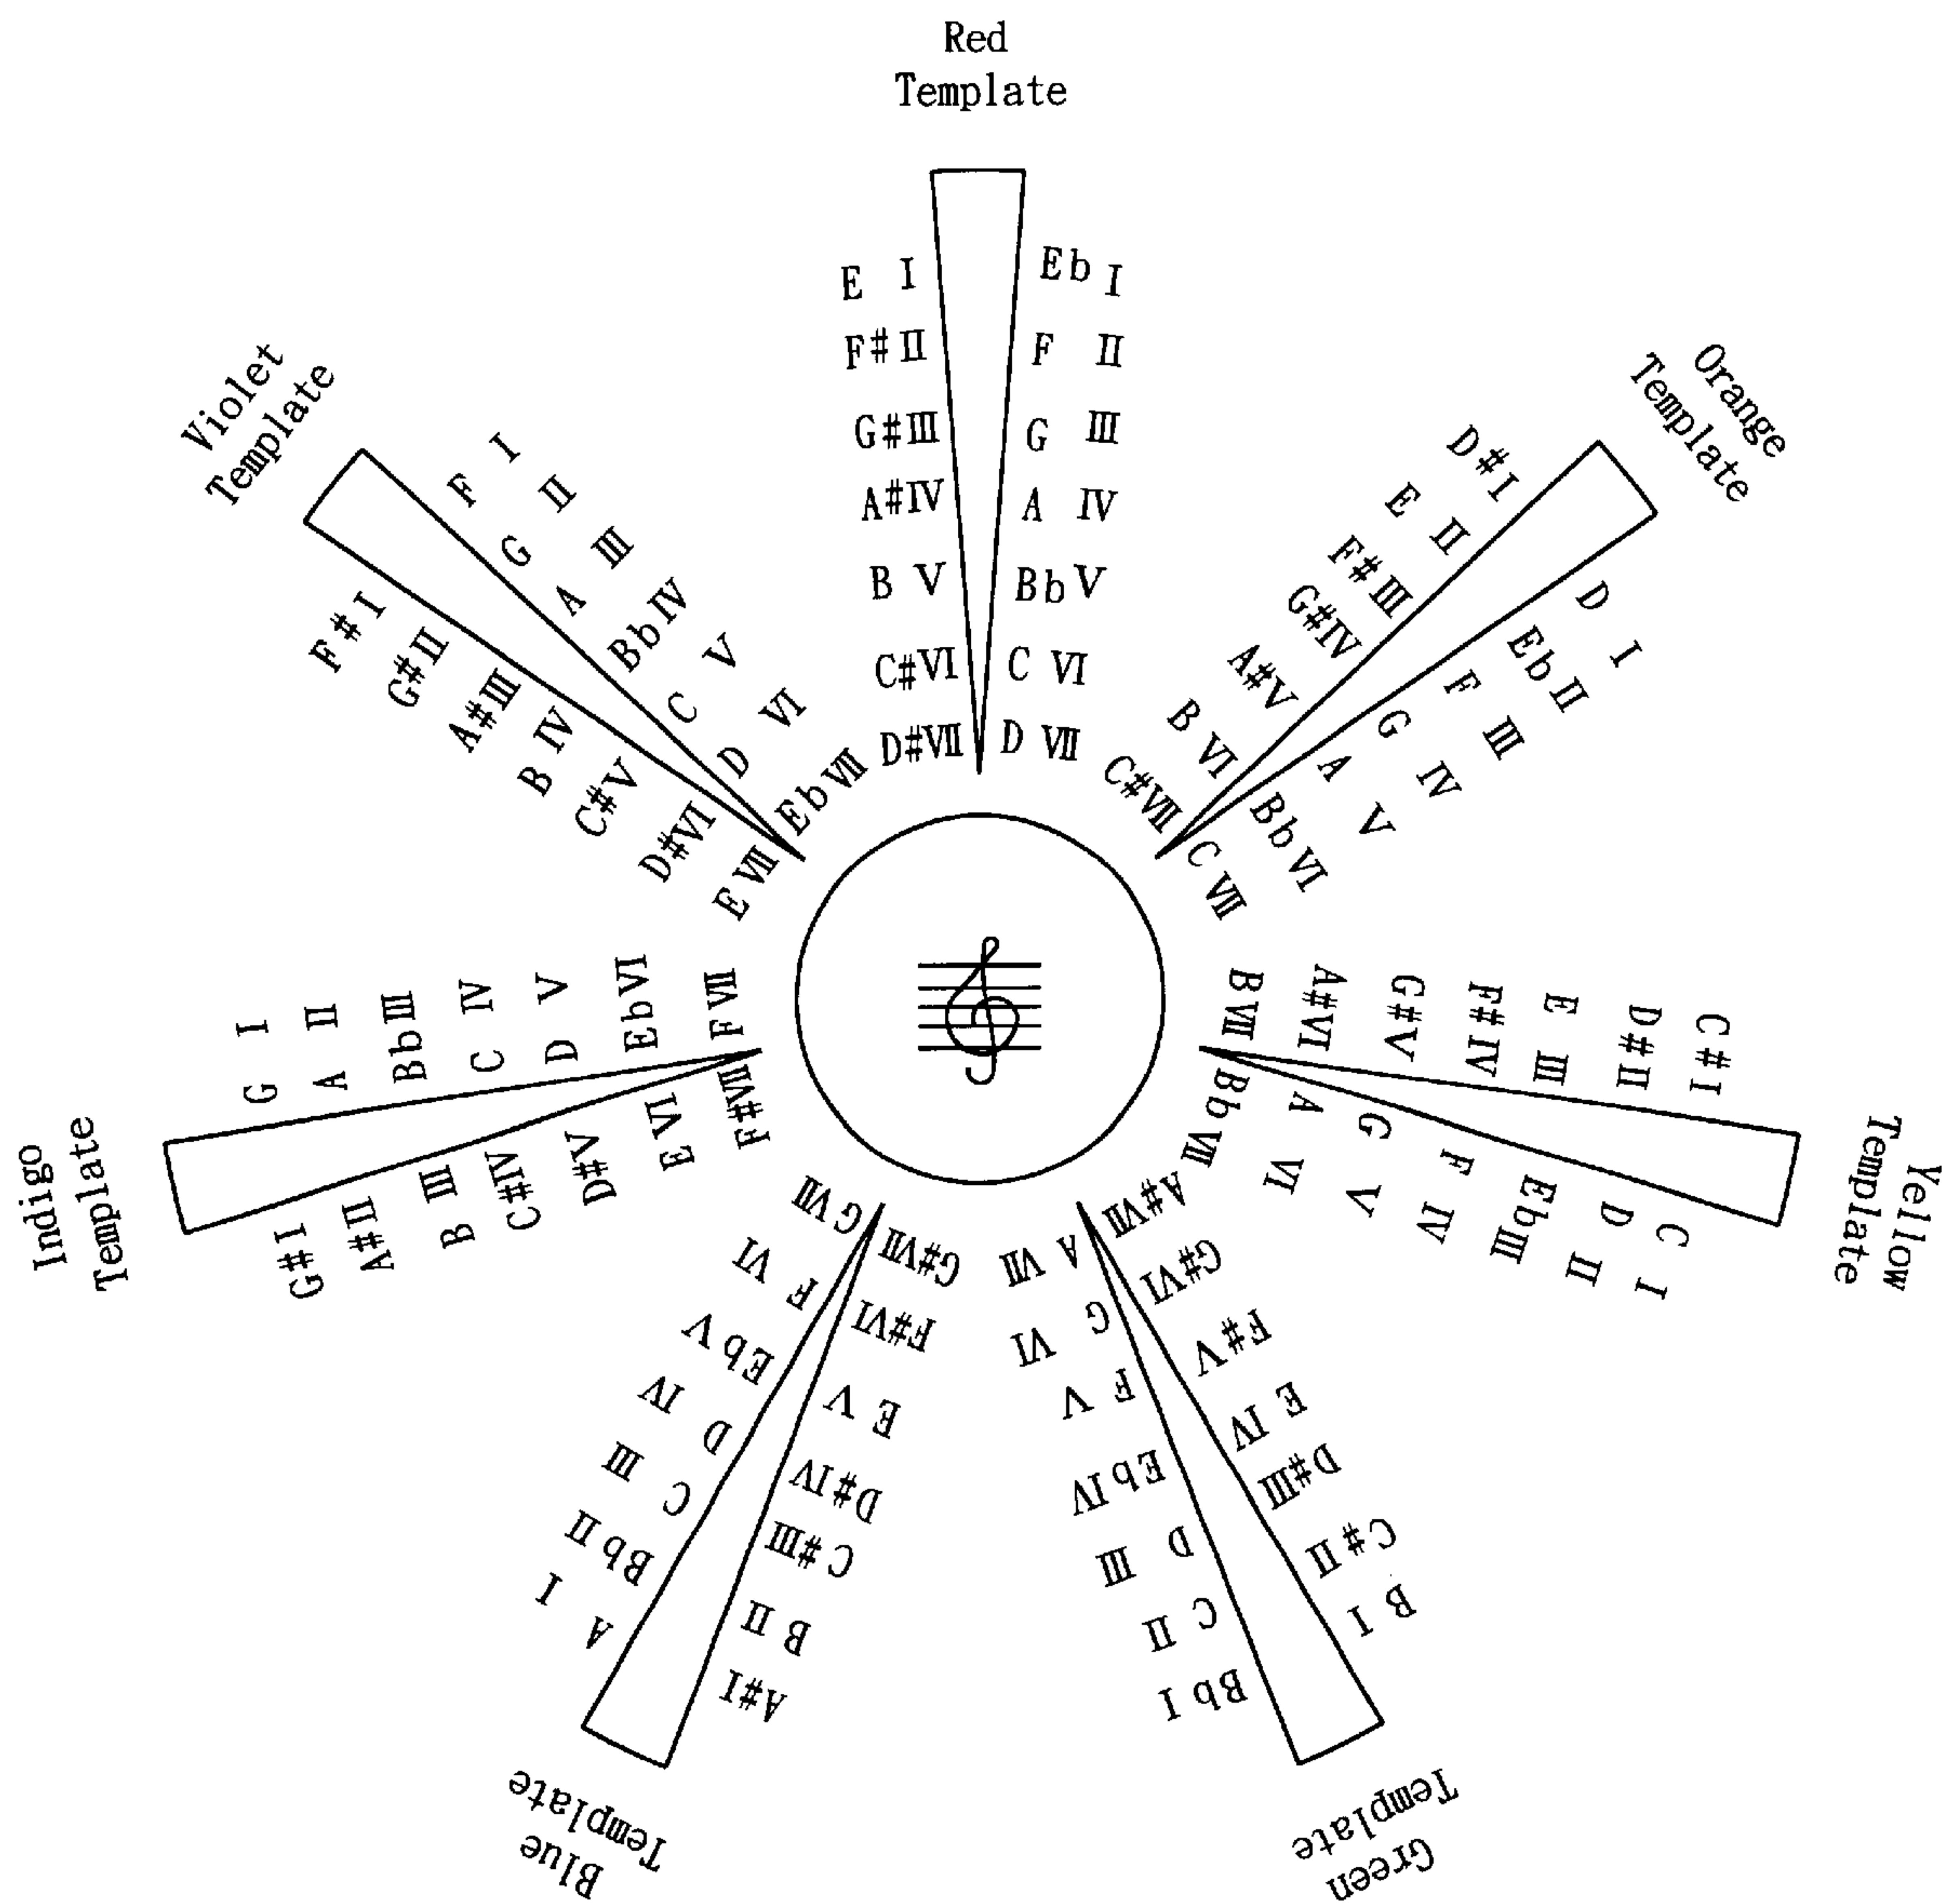 Red
Template
E I
F# II
G# III
A# IV
B V
C# VI
D# VII
Eb I
F II
G III
A IV
Bb V
C VI
D VII
Orange
Template
D# I
E II
F# III
G# IV
A# V
B VI
C# VII
D I
Eb II
F III
G IV
A V
Bb VI
C VII
Yellow
Template
C# I
D# II
E III
F# IV
G# V
A# VI
B VII
C I
D II
Eb III
F IV
G V
A VI
Bb VII
Green
Template
B I
C# II
D# III
E IV
F# V
G# VI
A# VII
Bb I
C II
D III
Eb IV
F V
G VI
A VII
Blue
Template
A# I
B II
C# III
D# IV
E V
F# VI
G# VII
A I
Bb II
C III
D IV
Eb V
F VI
G VII
Indigo
Template
G# I
A# II
B III
C# IV
D# V
E VI
F# VII
G I
A II
Bb III
C IV
D V
Eb VI
F VII
Violet
Template
F# I
G# II
A# III
B IV
C# V
D# VI
E VII
F I
G II
A III
Bb IV
C V
D VI
Eb VII